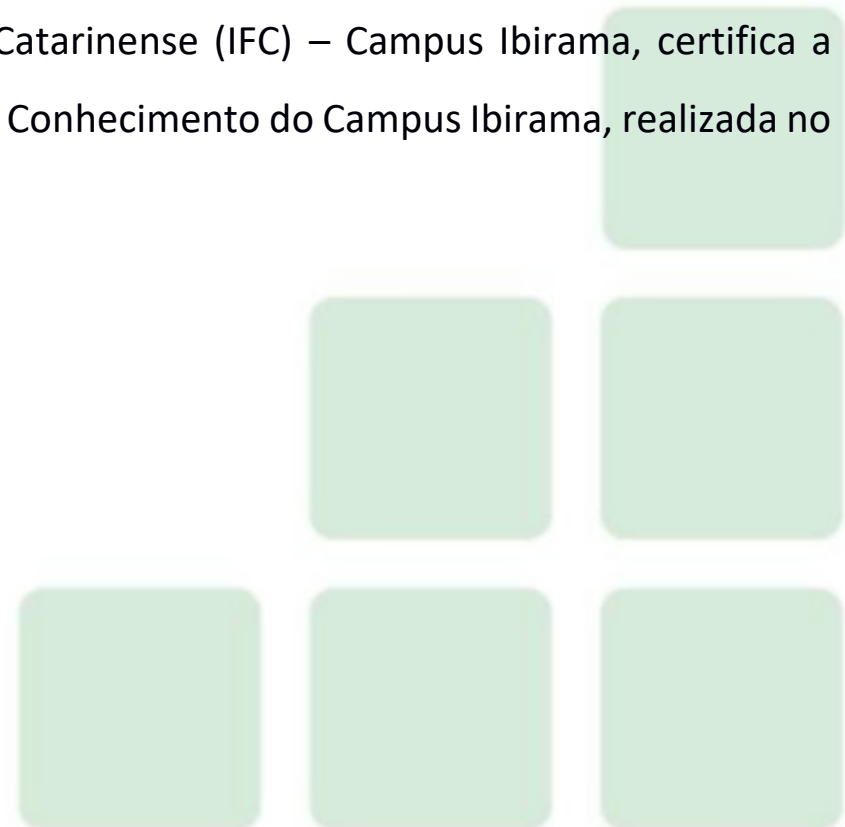 Catarinense (IFC) – Campus Ibirama, certifica a
Conhecimento do Campus Ibirama, realizada no